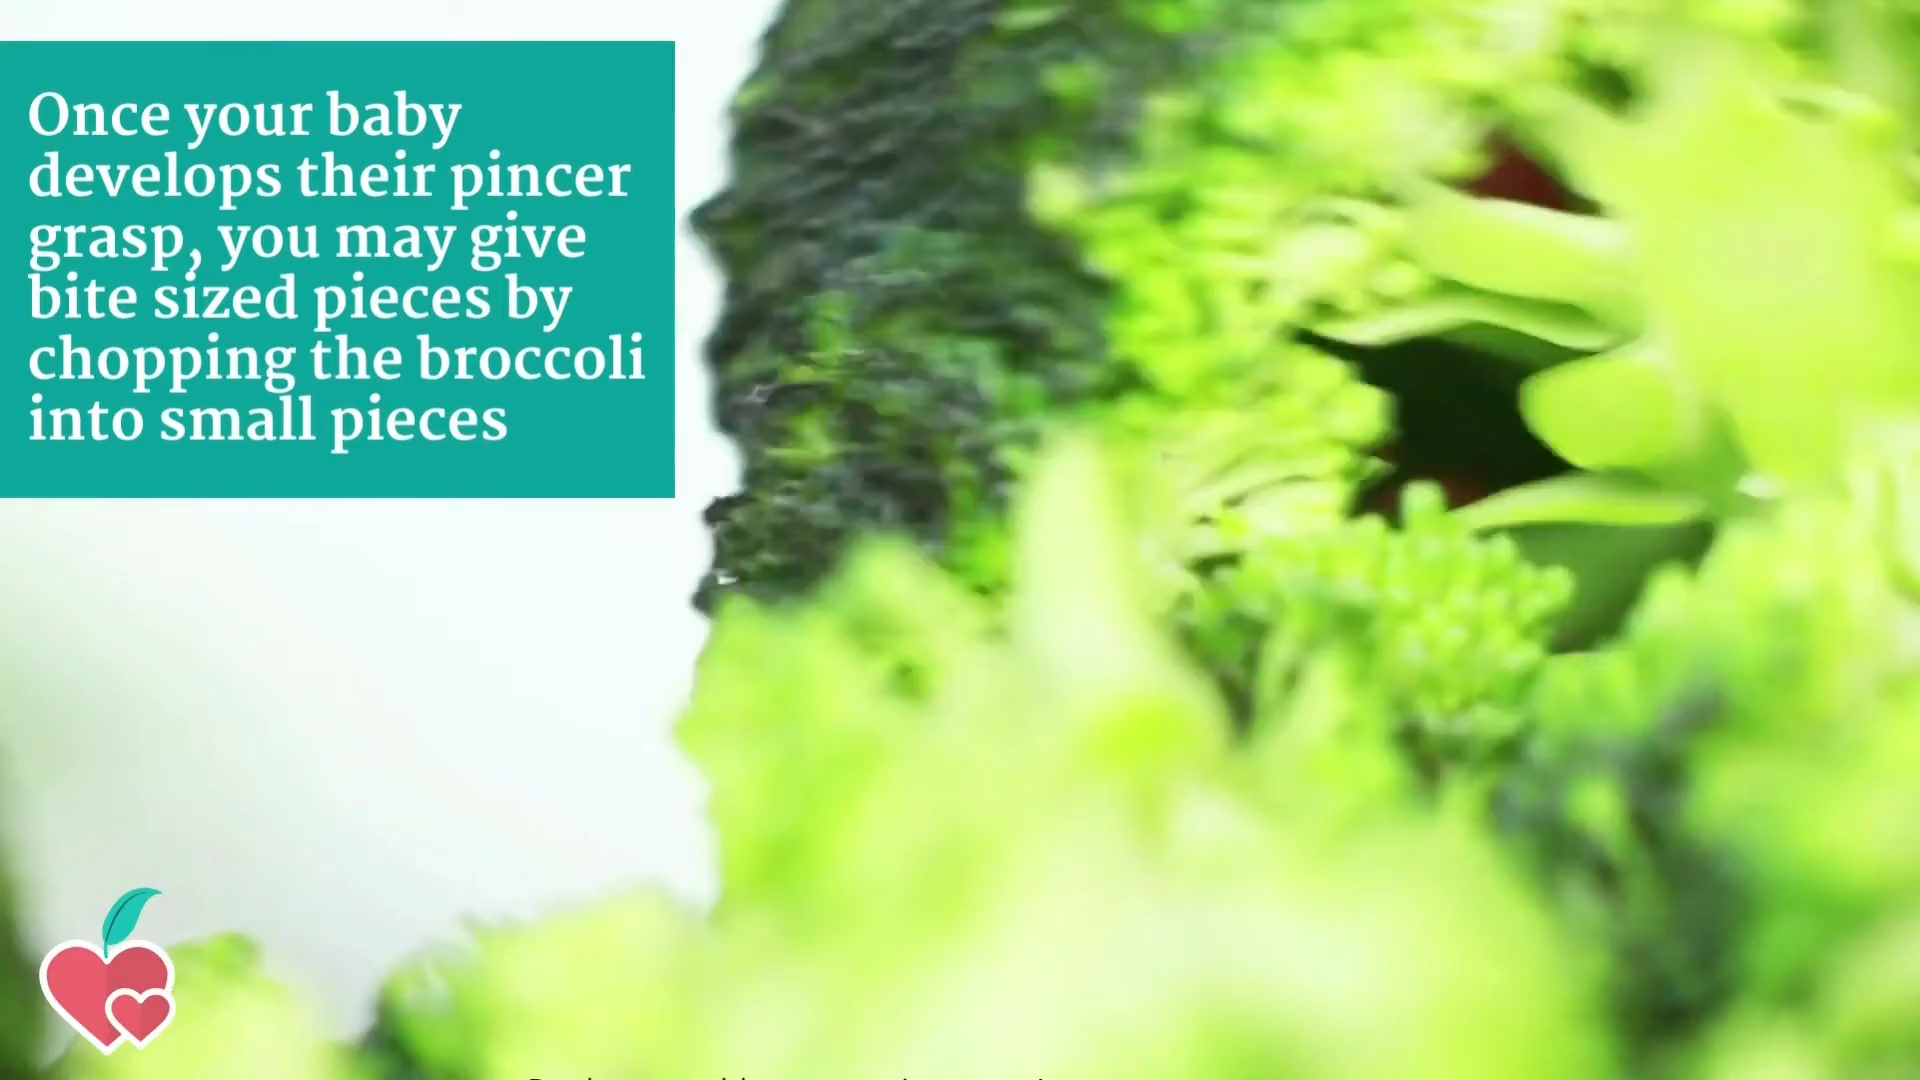 Once your baby
develops their pincer
grasp, you may give
bite sized pieces by
chopping the broccoli
into small pieces